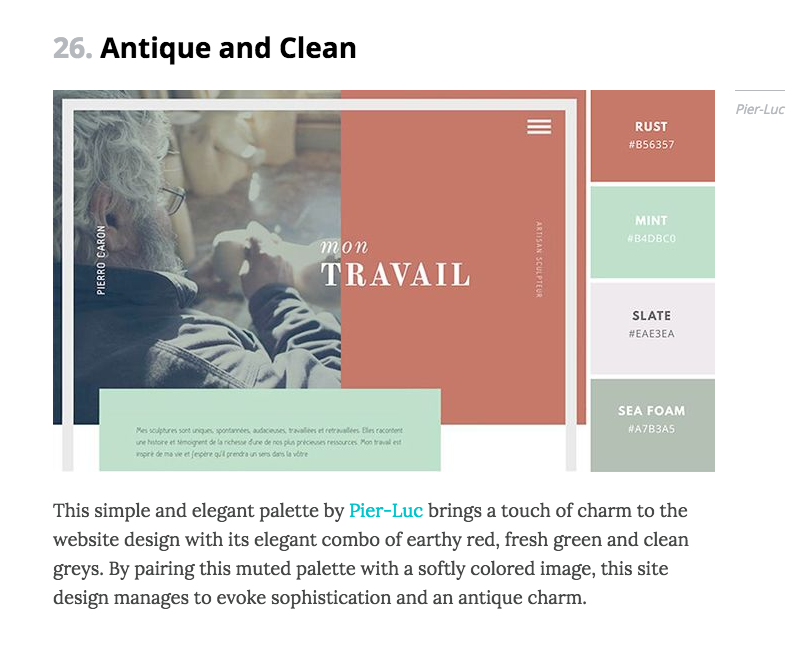 26. Antique and Clean
Pier-Luc
RUST
#B56357
PIERRO CARON
mon
TRAVAIL
ARTISAN SCULPTEUR
MINT
#B4DBC0
SLATE
#EAE3EA
SEA FOAM
#A7B3A5
Mes sculptures sont uniques, spontannées, audacieuses, travaillées et retravaillées. Elles racontent
une histoire et témoignent de la richesse d'une de nos plus précieuses ressources. Mon travail est
inspiré de ma vie et j'espère qu'il prendra un sens dans la vôtre
This simple and elegant palette by Pier-Luc brings a touch of charm to the
website design with its elegant combo of earthy red, fresh green and clean
greys. By pairing this muted palette with a softly colored image, this site
design manages to evoke sophistication and an antique charm.